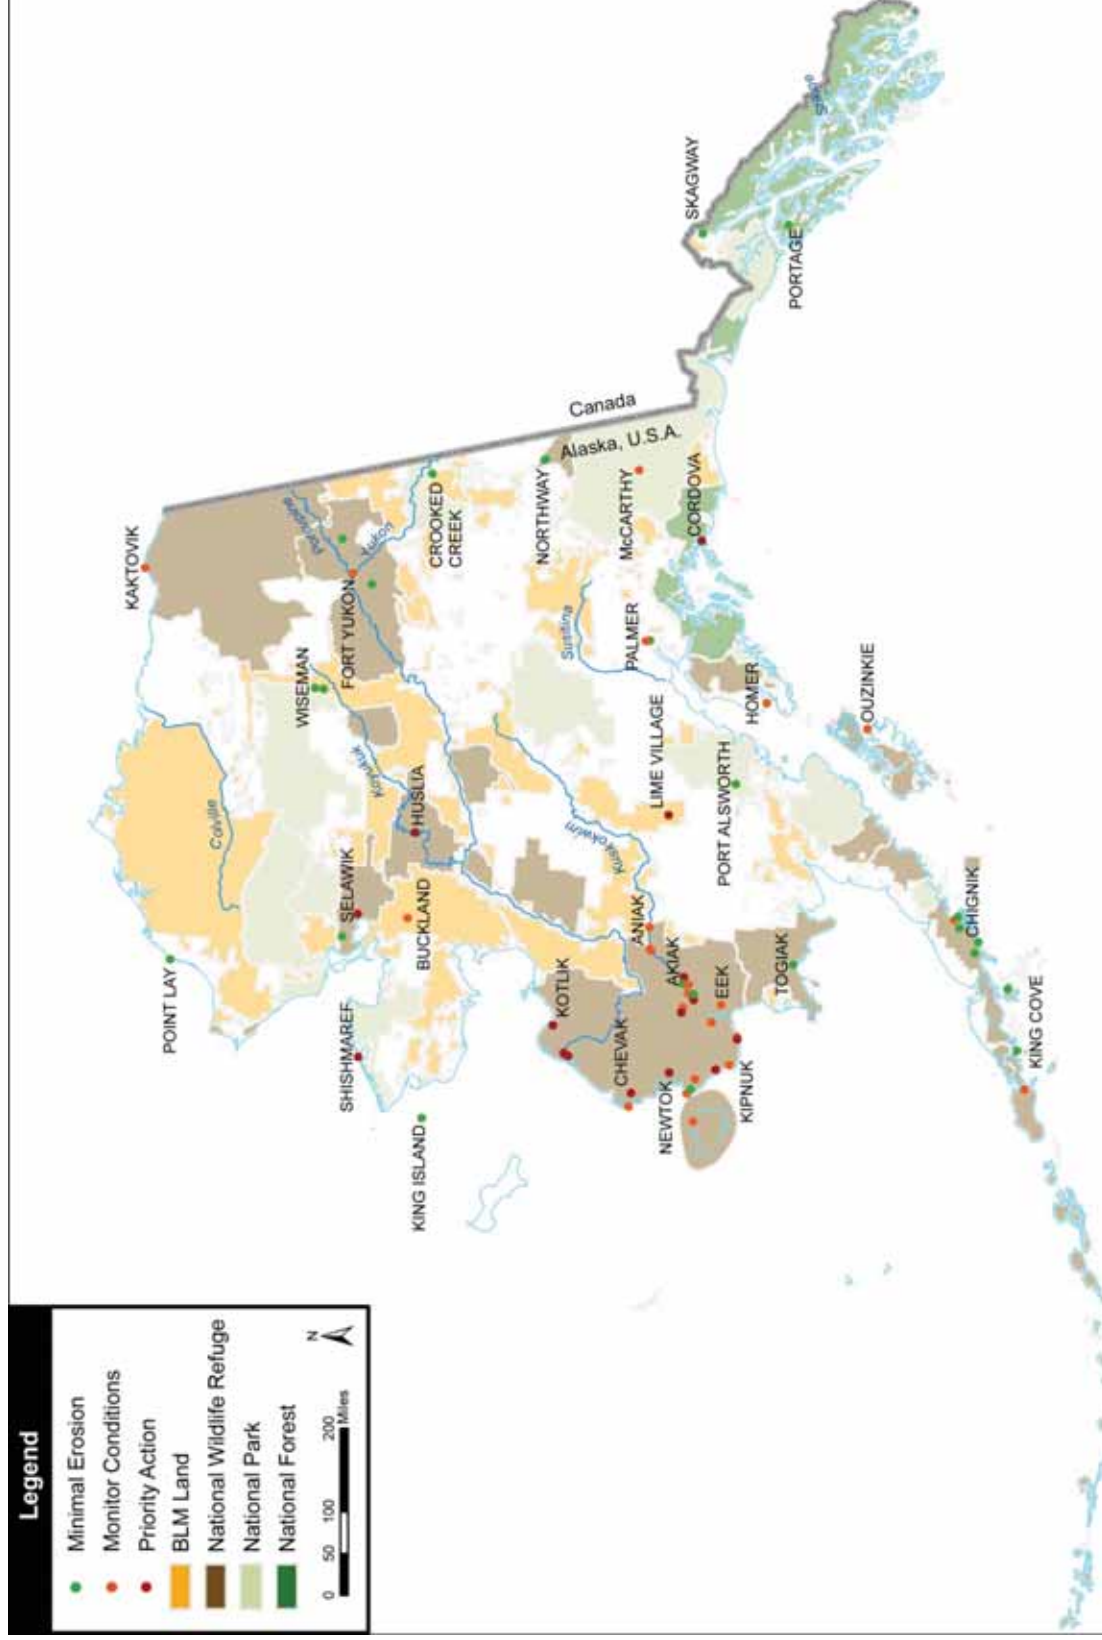 Legend
Minimal Erosion
Monitor Conditions
Priority Action
BLM Land
National Wildlife Refuge
National Park
National Forest
0 50 100 200
Miles
N
KAKTOVIK
POINT LAY
Colville
WISEMAN
Porcupine
FORT YUKON
Yukon
SHISHMAREF
SELAWIK
Koyukuk
HUSLIA
BUCKLAND
KING ISLAND
CROOKED
CREEK
Canada
Alaska, U.S.A.
NORTHWAY
Susitina
KOTLIK
Kuskokwim
McCARTHY
PALMER
CHEVAK
ANIAK
LIME VILLAGE
AKIAK
NEWTOK
CORDOVA
SKAGWAY
EEK
KIPNUK
PORT ALSWORTH
HOMER
TOGIAK
PORTAGE
Stikine
OUZINKIE
CHIGNIK
KING COVE